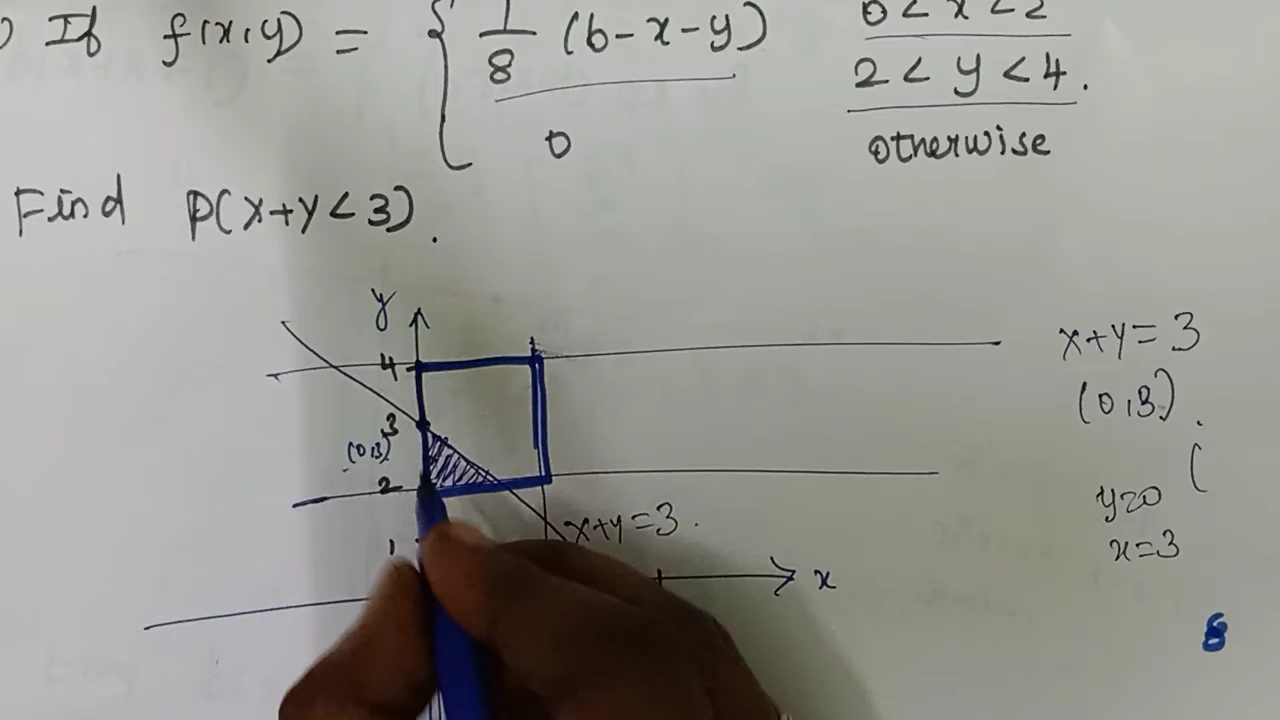 ) If f(x,y) = { 1/8 (6-x-y) 0 < x < 2
2 < y < 4.
0 otherwise
Find P(x+y<3).
y
4
3
(0,3)
2
1
x+y=3.
x
x+y=3
(0,3).
(
y=0
x=3
8